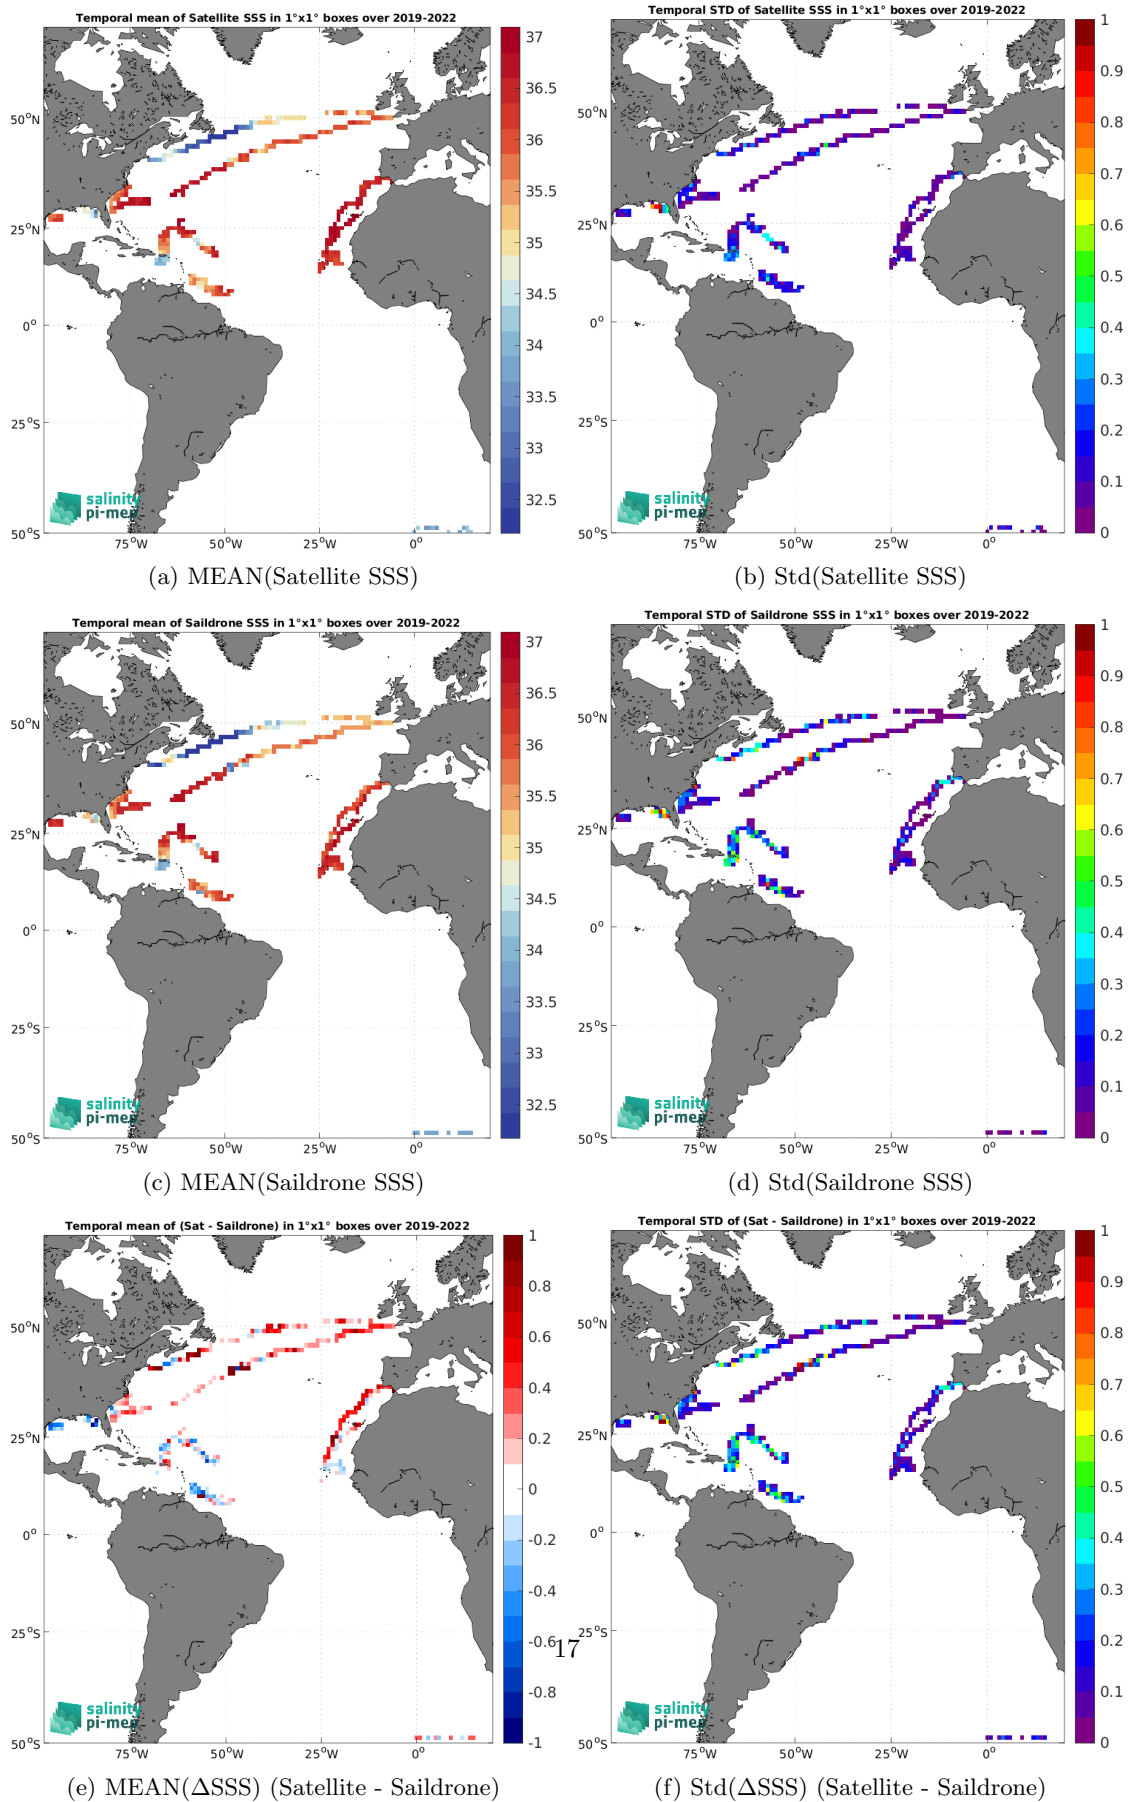 Temporal mean of Satellite SSS in 1°x1° boxes over 2019-2022
50°N
25°N
0°
25°S
50°S
75°W
50°W
25°W
0°
37
36.5
36
35.5
35
34.5
34
33.5
33
32.5
salinity
pi-mep
(a) MEAN(Satellite SSS)
Temporal STD of Satellite SSS in 1°x1° boxes over 2019-2022
50°N
25°N
0°
25°S
50°S
75°W
50°W
25°W
0°
1
0.9
0.8
0.7
0.6
0.5
0.4
0.3
0.2
0.1
0
salinity
pi-mep
(b) Std(Satellite SSS)
Temporal mean of Saildrone SSS in 1°x1° boxes over 2019-2022
50°N
25°N
0°
25°S
50°S
75°W
50°W
25°W
0°
37
36.5
36
35.5
35
34.5
34
33.5
33
32.5
salinity
pi-mep
(c) MEAN(Saildrone SSS)
Temporal STD of Saildrone SSS in 1°x1° boxes over 2019-2022
50°N
25°N
0°
25°S
50°S
75°W
50°W
25°W
0°
1
0.9
0.8
0.7
0.6
0.5
0.4
0.3
0.2
0.1
0
salinity
pi-mep
(d) Std(Saildrone SSS)
Temporal mean of (Sat - Saildrone) in 1°x1° boxes over 2019-2022
50°N
25°N
0°
25°S
50°S
75°W
50°W
25°W
0°
1
0.8
0.6
0.4
0.2
0
-0.2
-0.4
-0.6
-0.8
-1
salinity
pi-mep
(e) MEAN(ΔSSS) (Satellite - Saildrone)
Temporal STD of (Sat - Saildrone) in 1°x1° boxes over 2019-2022
50°N
25°N
0°
25°S
50°S
75°W
50°W
25°W
0°
1
0.9
0.8
0.7
0.6
0.5
0.4
0.3
0.2
0.1
0
salinity
pi-mep
(f) Std(ΔSSS) (Satellite - Saildrone)
17